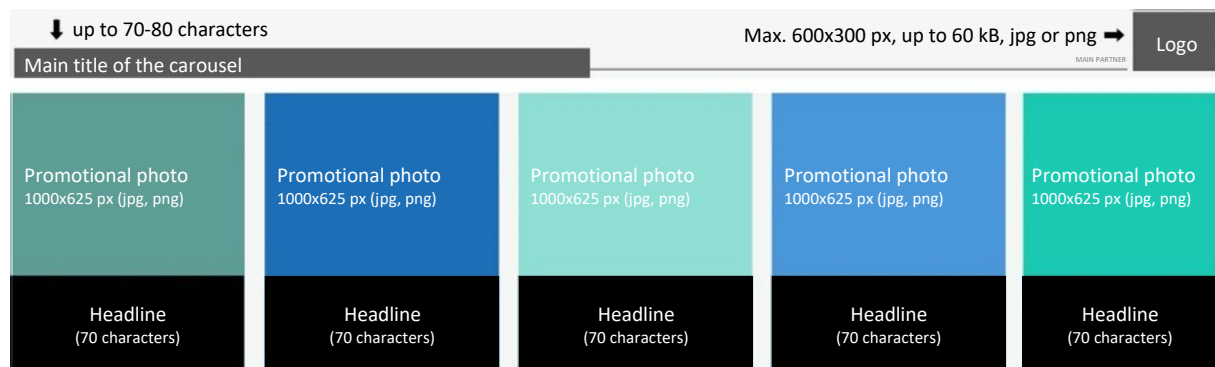 ⬇ up to 70-80 characters
Max. 600x300 px, up to 60 kB, jpg or png ➡
Logo
Main title of the carousel
MAIN PARTNER
Promotional photo
1000x625 px (jpg, png)
Promotional photo
1000x625 px (jpg, png)
Promotional photo
1000x625 px (jpg, png)
Promotional photo
1000x625 px (jpg, png)
Promotional photo
1000x625 px (jpg, png)
Headline
(70 characters)
Headline
(70 characters)
Headline
(70 characters)
Headline
(70 characters)
Headline
(70 characters)